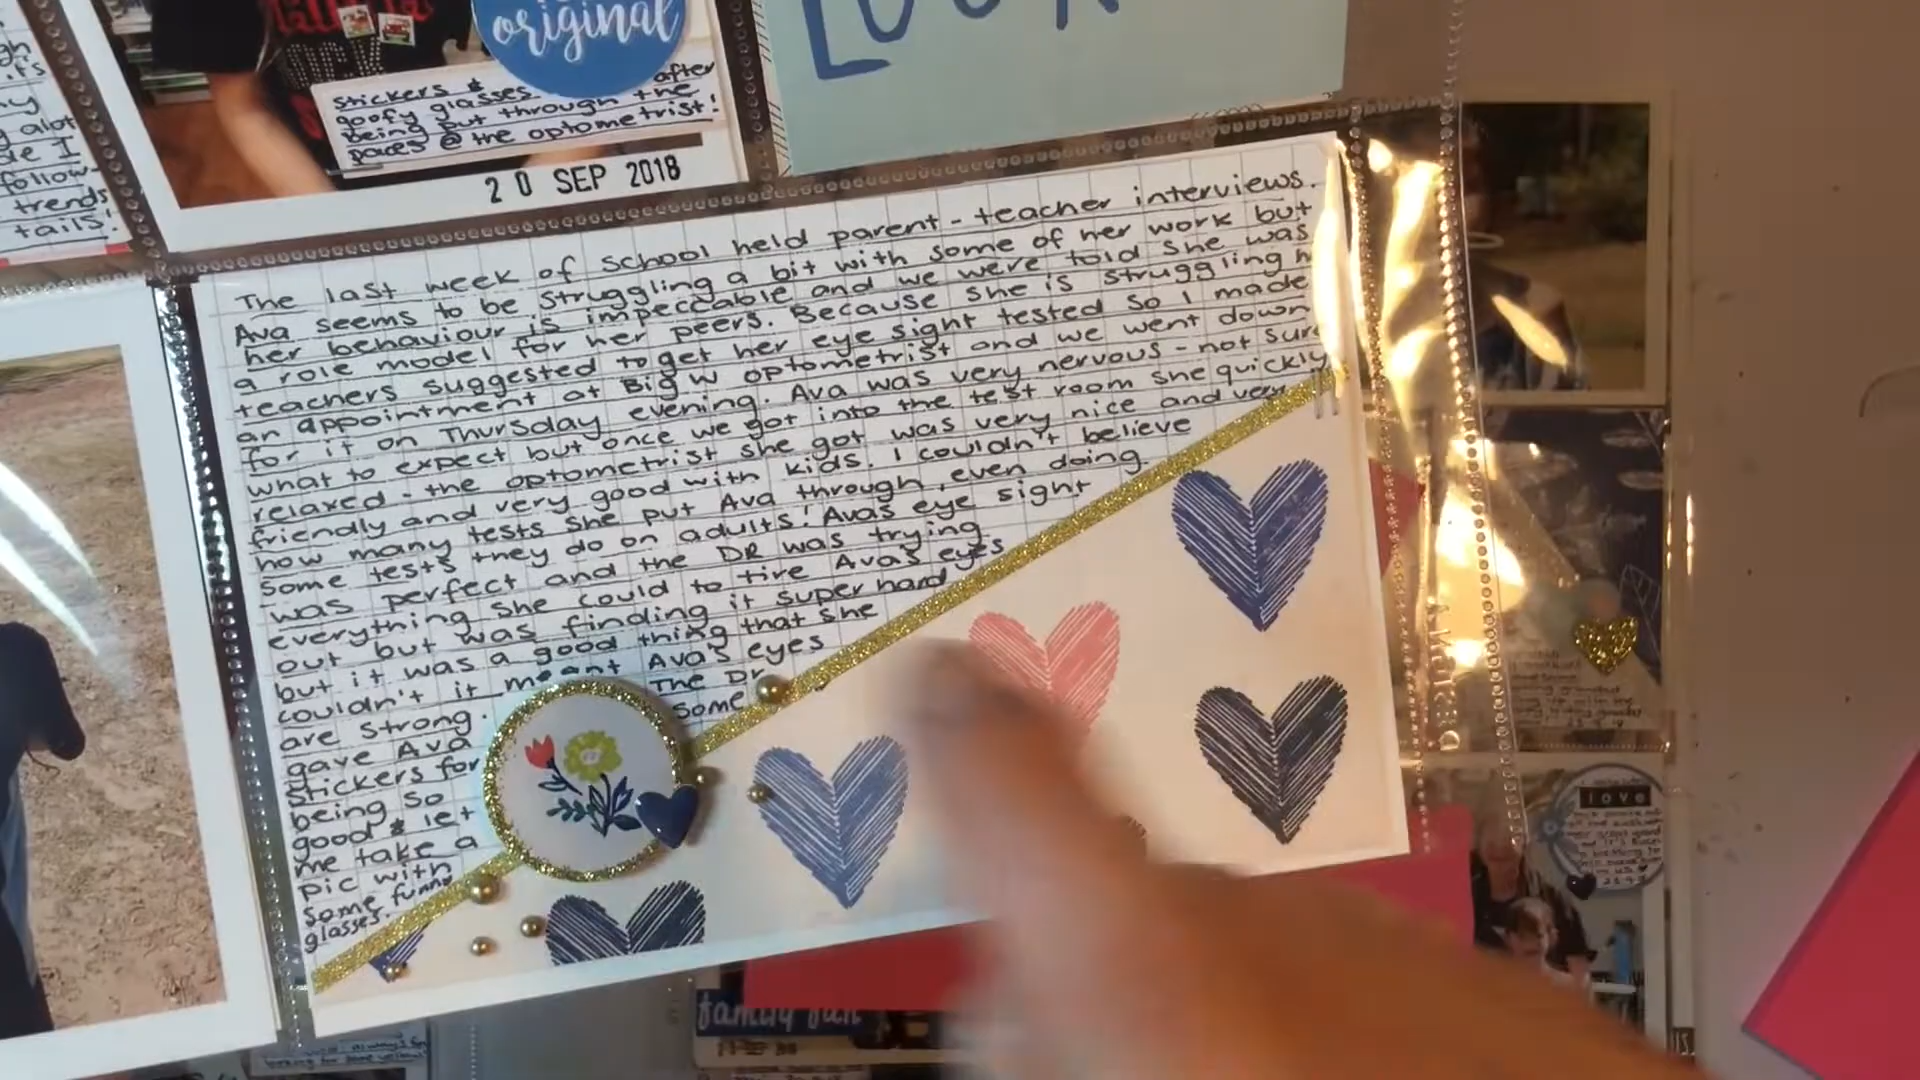 original
stickers &
goofy glasses after
being put through the
paces @ the optometrist!
20 SEP 2018
alot
I
follow
trends
tails!
The last week of school held parent-teacher interviews.
Ava seems to be struggling a bit with some of her work but
her behaviour is impeccable and we were told she was
a role model for her peers. Because she is struggling h
teachers suggested to get her eye sight tested so I made
an appointment at Big W optometrist and we went down
for it on Thursday evening. Ava was very nervous - not sure
what to expect but once we got into the test room she quickly
relaxed - the optometrist she got was very nice and very
friendly and very good with kids. I couldn't believe
how many tests she put Ava through, even doing
some tests they do on adults! Avas eye sight
was perfect and the DR was trying
everything she could to tire Ava's eyes
out but was finding it super hard
but it was a good thing that she
couldn't it meant Ava's eyes
are strong. The Dr
gave Ava some
stickers for
being so
good & let
me take a
pic with
some funny
glasses.
love
family fun